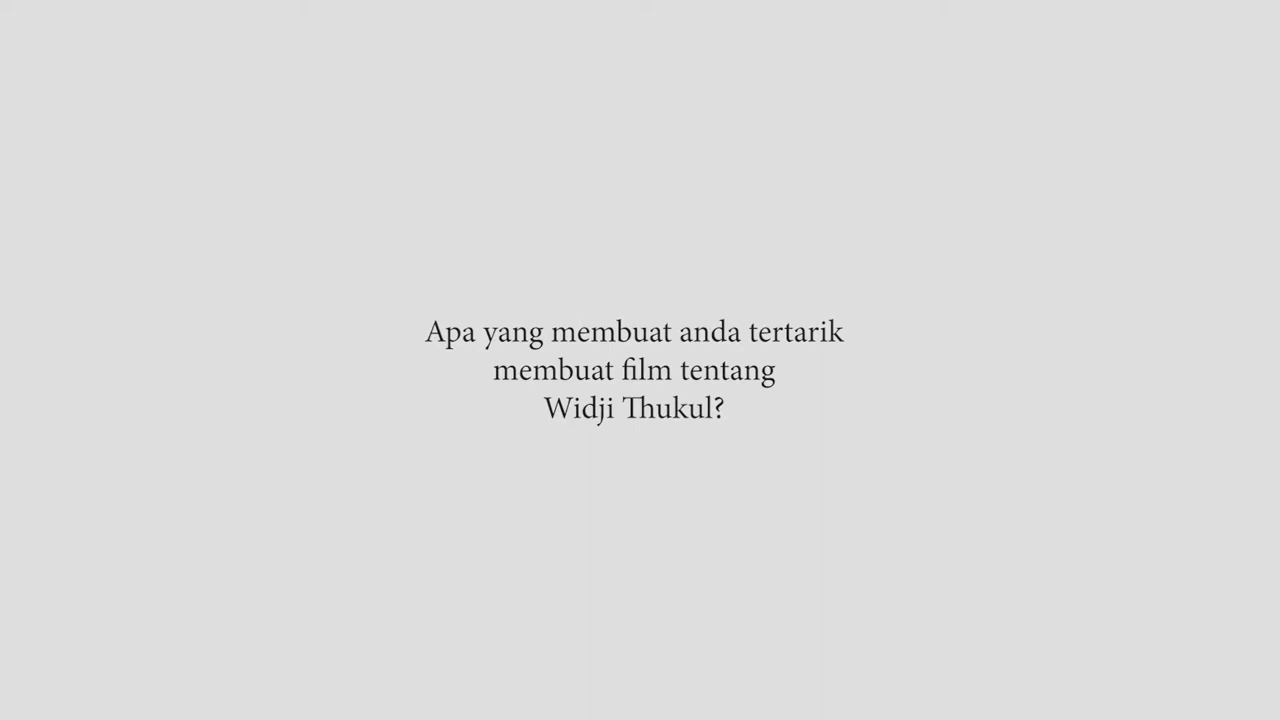 Apa yang membuat anda tertarik
membuat film tentang
Widji Thukul?